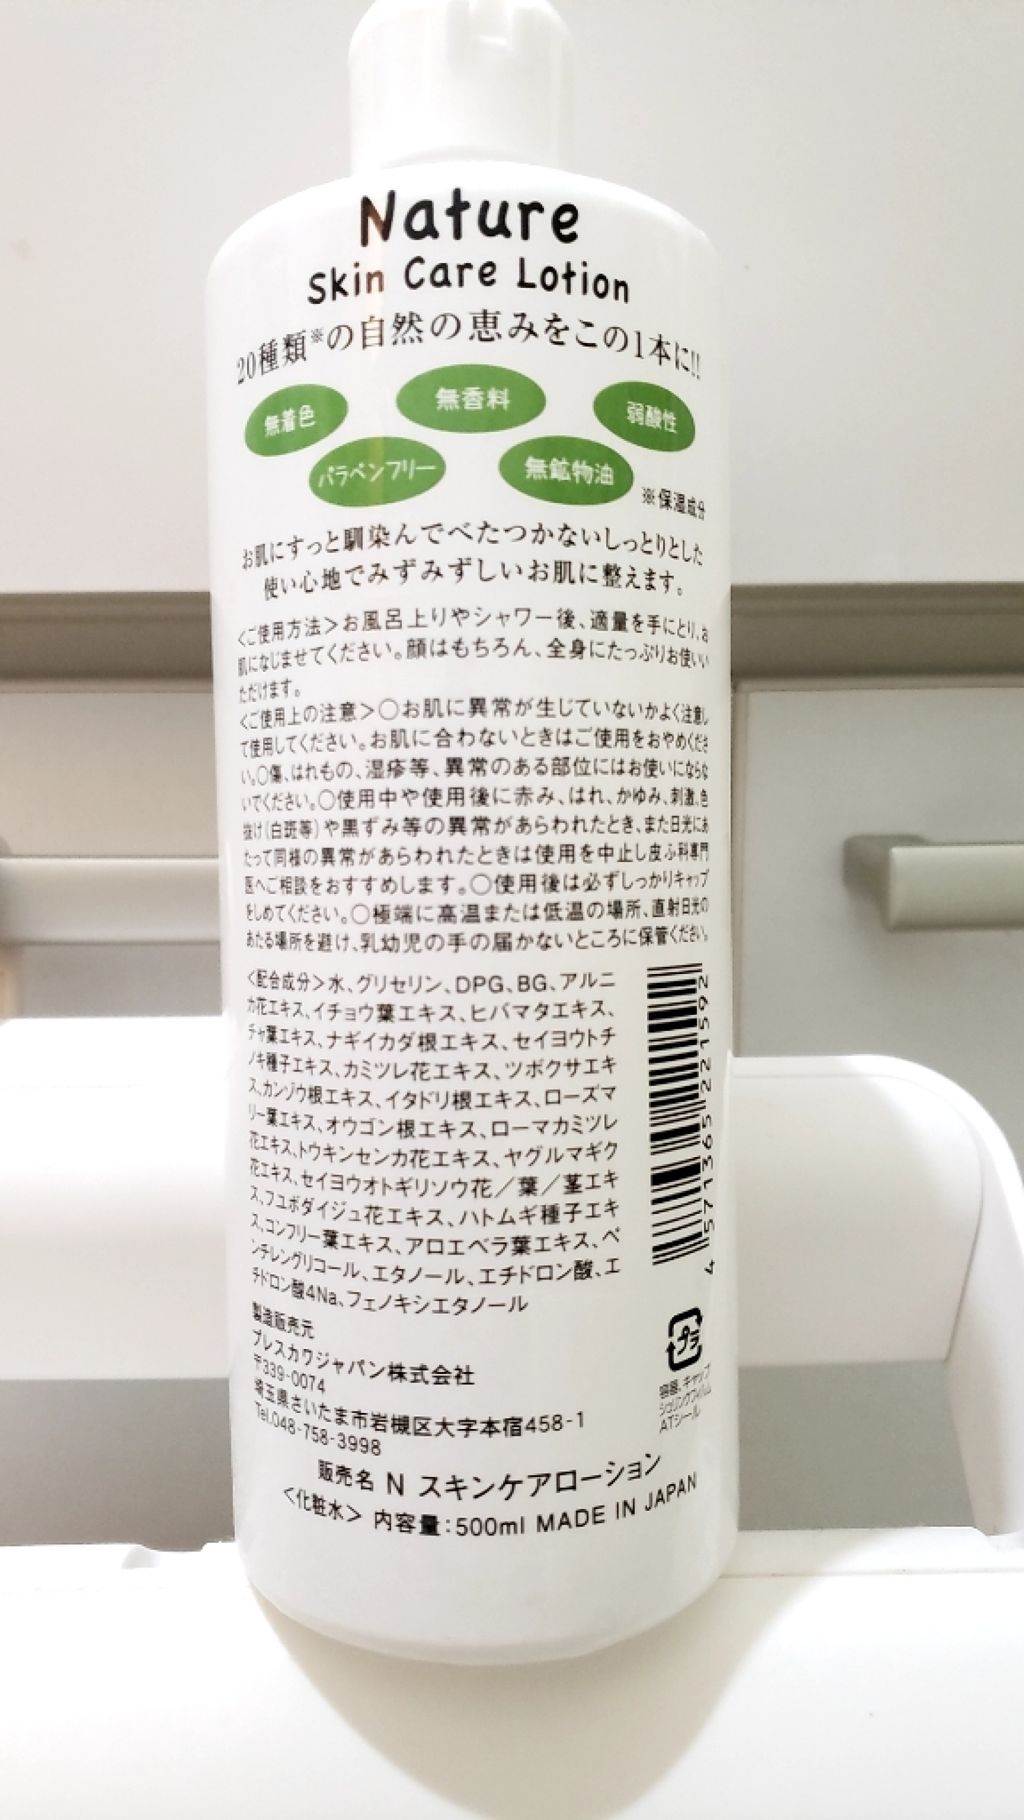 Nature
Skin Care Lotion
20種類※の自然の恵みをこの1本に!!
無着色
無香料
弱酸性
パラベンフリー
無鉱物油
※保湿成分
お肌にすっと馴染んでべたつかないしっとりとした
使い心地でみずみずしいお肌に整えます。
＜ご使用方法＞お風呂上りやシャワー後、適量を手にとり、お
肌になじませてください。顔はもちろん、全身にたっぷりお使いい
ただけます。
＜ご使用上の注意＞○お肌に異常が生じていないかよく注意し
て使用してください。お肌に合わないときはご使用をおやめくださ
い。○傷、はれもの、湿疹等、異常のある部位にはお使いにならな
いでください。○使用中や使用後に赤み、はれ、かゆみ、刺激、色
抜け(白斑等)や黒ずみ等の異常があらわれたとき、また日光にあ
たって同様の異常があらわれたときは使用を中止し皮ふ科専門
医へご相談をおすすめします。○使用後は必ずしっかりキャップ
をしめてください。○極端に高温または低温の場所、直射日光の
あたる場所を避け、乳幼児の手の届かないところに保管ください。
＜配合成分＞水、グリセリン、DPG、BG、アルニ
カ花エキス、イチョウ葉エキス、ヒバマタエキス、
チャ葉エキス、ナギイカダ根エキス、セイヨウトチ
ノキ種子エキス、カミツレ花エキス、ツボクサエキ
ス、カンゾウ根エキス、イタドリ根エキス、ローズマ
リー葉エキス、オウゴン根エキス、ローマカミツレ
花エキス、トウキンセンカ花エキス、ヤグルマギク
花エキス、セイヨウオトギリソウ花／葉／茎エキ
ス、フユボダイジュ花エキス、ハトムギ種子エキ
ス、コンフリー葉エキス、アロエベラ葉エキス、ペ
ンチレングリコール、エタノール、エチドロン酸、エ
チドロン酸4Na、フェノキシエタノール
4 571365 221592
製造販売元
プレスカワジャパン株式会社
〒339-0074
埼玉県さいたま市岩槻区大字本宿458-1
Tel.048-758-3998
プラ
容器、キャップ
シュリンクフィルム
ATシール
販売名 N スキンケアローション
＜化粧水＞ 内容量：500ml MADE IN JAPAN